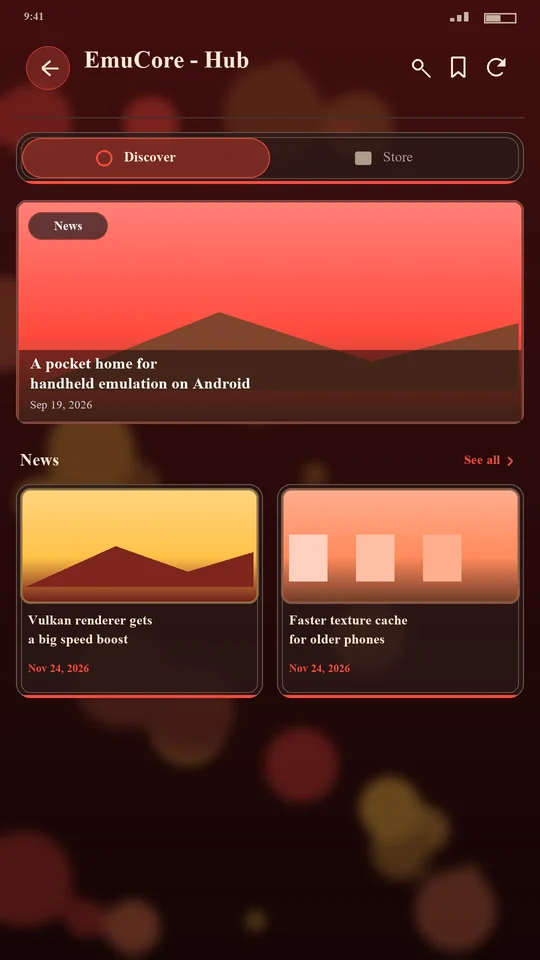 9:41
EmuCore - Hub
Discover
Store
News
A pocket home for
handheld emulation on Android
Sep 19, 2026
News
See all
Vulkan renderer gets
a big speed boost
Nov 24, 2026
Faster texture cache
for older phones
Nov 24, 2026